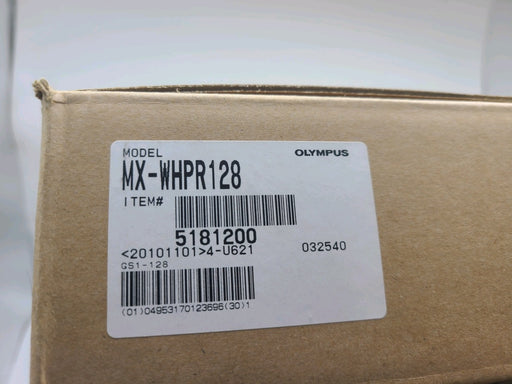 MODEL
OLYMPUS
MX-WHPR128
ITEM#
5181200
<20101101>4-U621
032540
GS1-128
(01)04953170123696(30)1